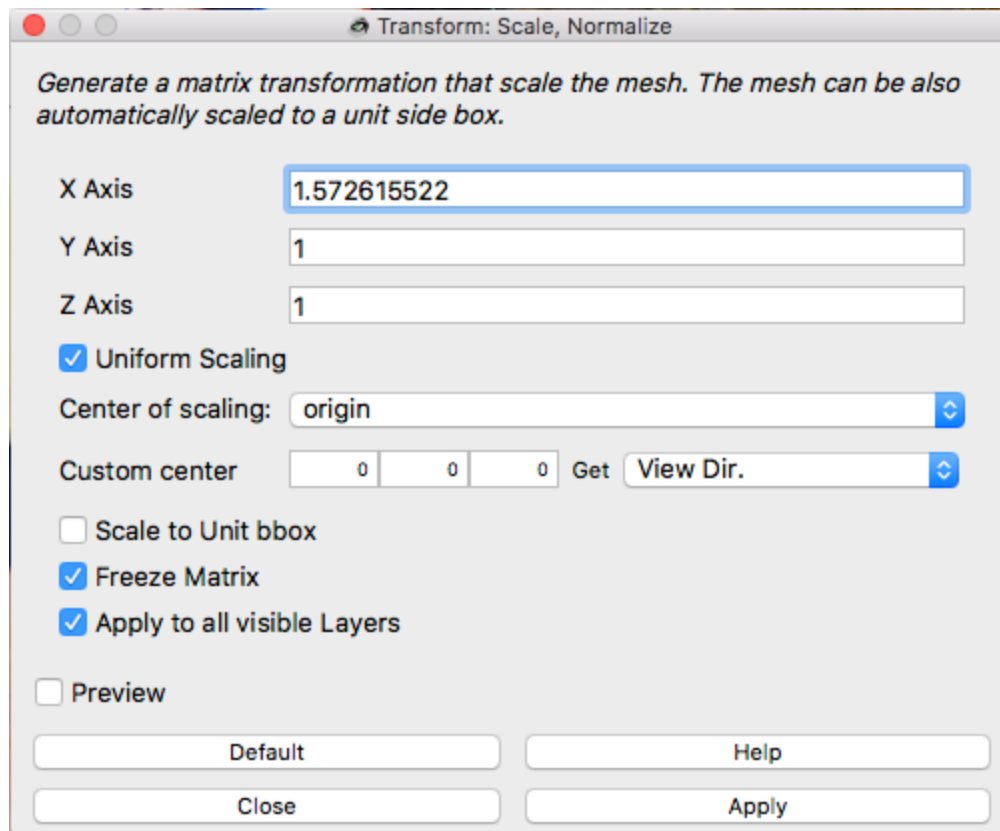 Transform: Scale, Normalize
Generate a matrix transformation that scale the mesh. The mesh can be also
automatically scaled to a unit side box.
X Axis 1.572615522
Y Axis 1
Z Axis 1
Uniform Scaling
Center of scaling: origin
Custom center 0 0 0 Get View Dir.
Scale to Unit bbox
Freeze Matrix
Apply to all visible Layers
Preview
Default Help
Close Apply